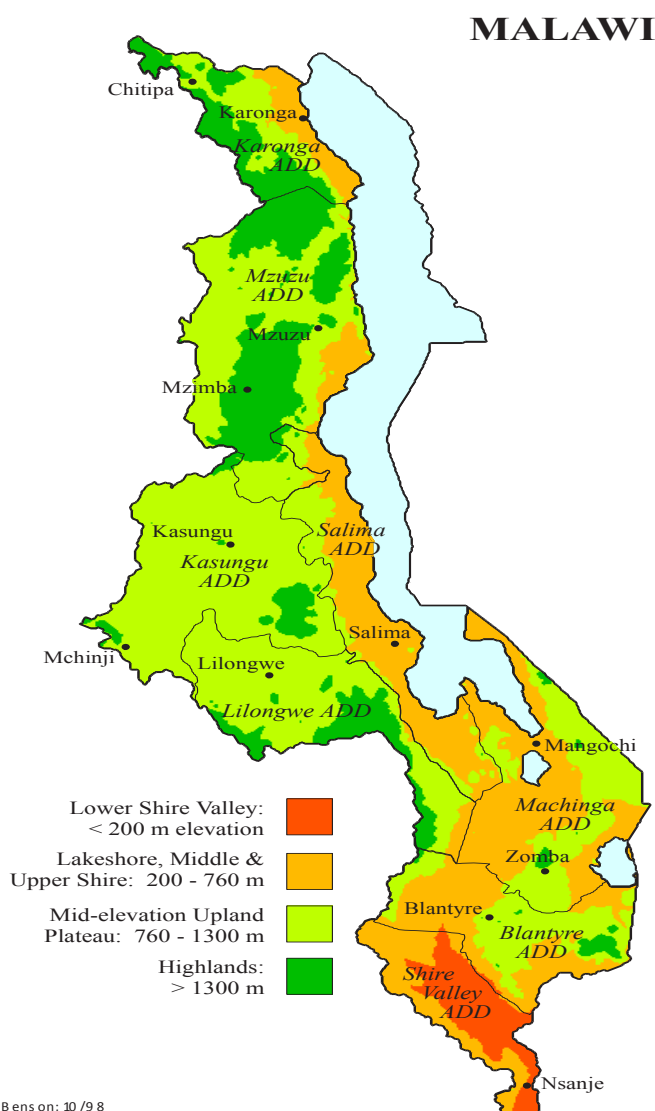 MALAWI
Chitipa
Karonga
Karonga
ADD
Mzuzu
ADD
Mzuzu
Mzimba
Kasungu
Kasungu
ADD
Salima
ADD
Salima
Mchinji
Lilongwe
Lilongwe ADD
Mangochi
Machinga
ADD
Zomba
Blantyre
Blantyre
ADD
Shire
Valley
ADD
Nsanje
Lower Shire Valley:
< 200 m elevation
Lakeshore, Middle &
Upper Shire: 200 - 760 m
Mid-elevation Upland
Plateau: 760 - 1300 m
Highlands:
> 1300 m
Benson: 10/98